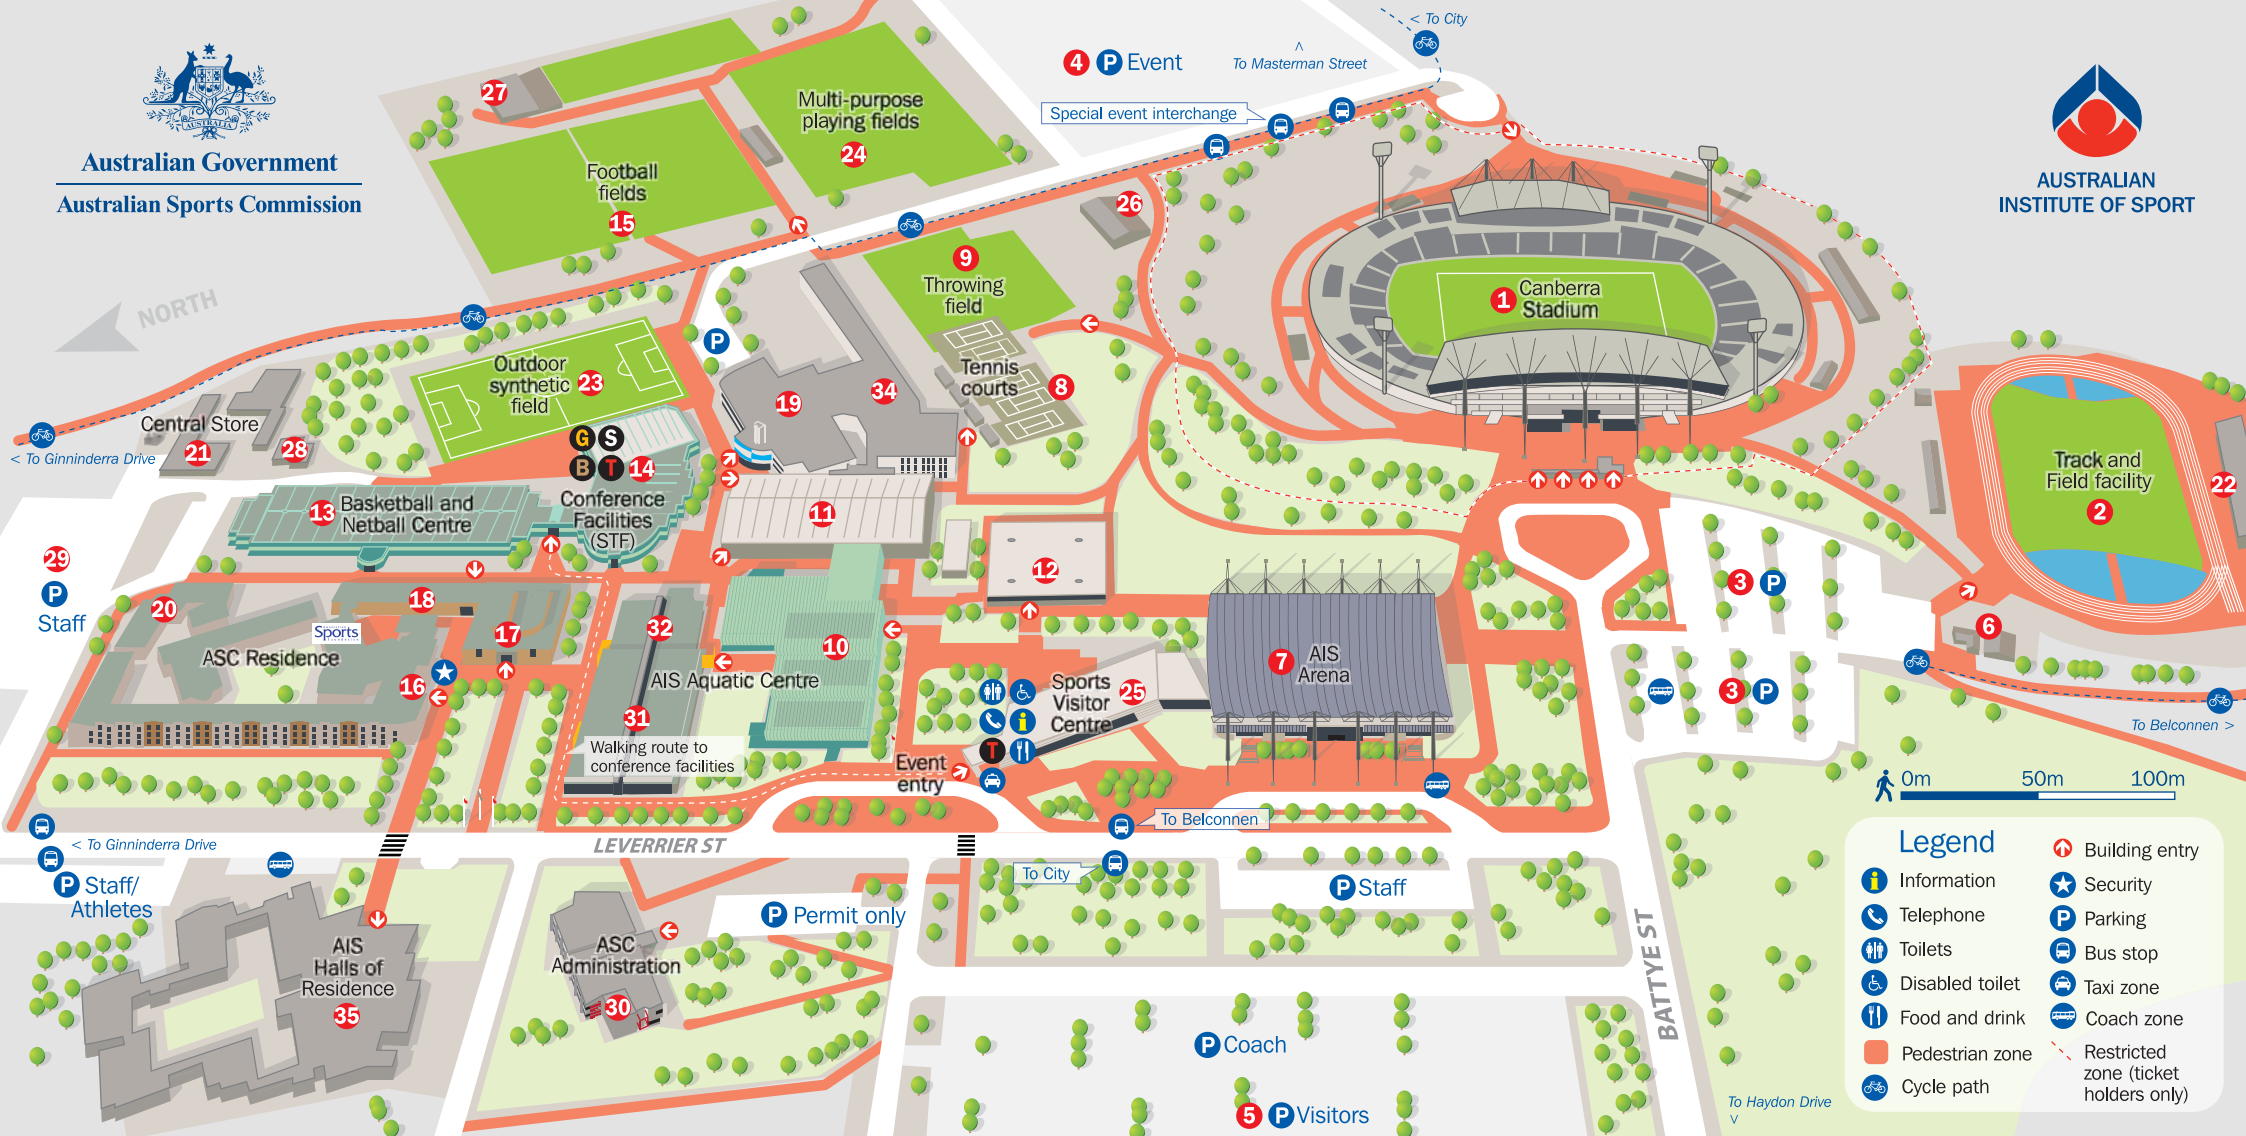 Australian Government
Australian Sports Commission
AUSTRALIA
AUSTRALIAN
INSTITUTE OF SPORT
NORTH
< To City
^
To Masterman Street
4 P Event
Special event interchange
27
Multi-purpose
playing fields
24
Football
fields
15
26
9
Throwing
field
1 Canberra
Stadium
P
Outdoor
synthetic
field
23
Tennis
courts
8
19
34
Central Store
21
28
< To Ginninderra Drive
G S
B T
14
Conference
Facilities
(STF)
13
Basketball and
Netball Centre
11
12
Track and
Field facility
2
22
29
P
Staff
20
18
17
Sports
ASC Residence
16
32
10
AIS Aquatic Centre
31
Walking route to
conference facilities
7
AIS
Arena
Sports
Visitor
Centre
25
i
T
Event
entry
3 P
3 P
6
To Belconnen >
0m 50m 100m
< To Ginninderra Drive
LEVERRIER ST
To Belconnen
To City
P Staff/
Athletes
P Permit only
P Staff
AIS
Halls of
Residence
35
ASC
Administration
30
P Coach
5 P Visitors
BATTYE ST
To Haydon Drive
v
Legend
i Information
Telephone
Toilets
Disabled toilet
Food and drink
Pedestrian zone
Cycle path
Building entry
Security
P Parking
Bus stop
Taxi zone
Coach zone
Restricted
zone (ticket
holders only)